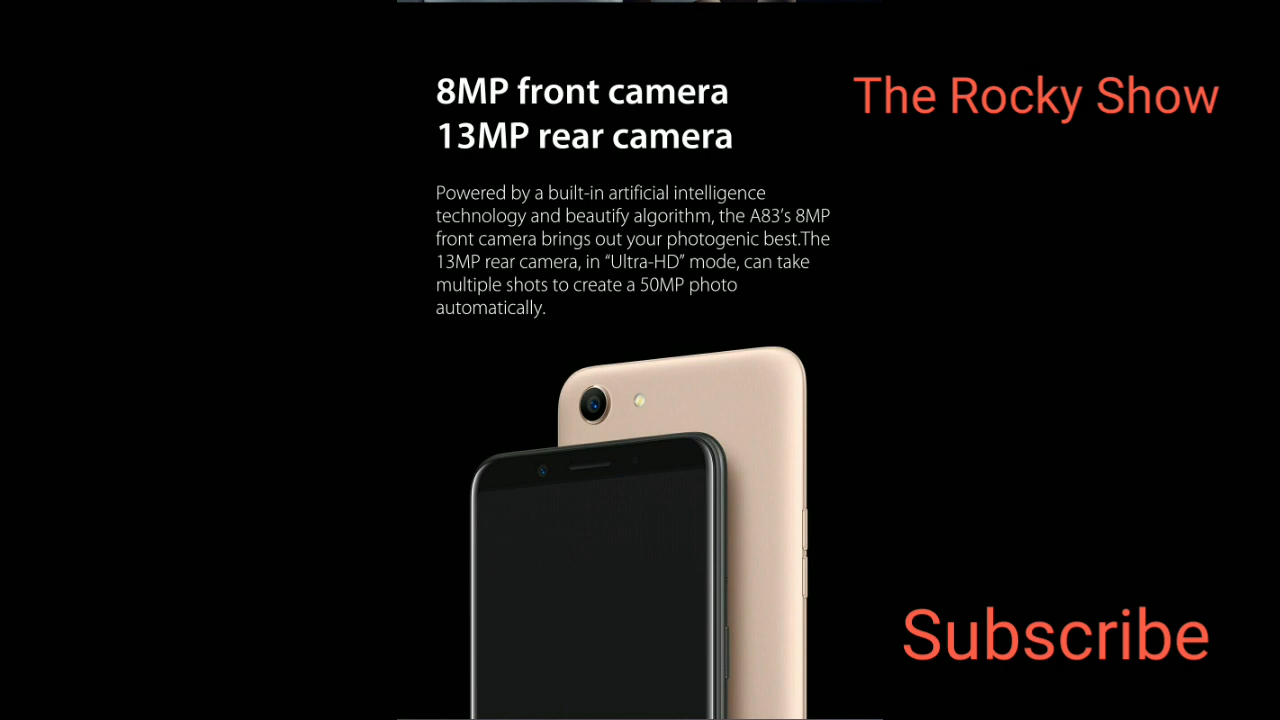 8MP front camera
13MP rear camera
The Rocky Show
Powered by a built-in artificial intelligence
technology and beautify algorithm, the A83's 8MP
front camera brings out your photogenic best.The
13MP rear camera, in “Ultra-HD” mode, can take
multiple shots to create a 50MP photo
automatically.
Subscribe